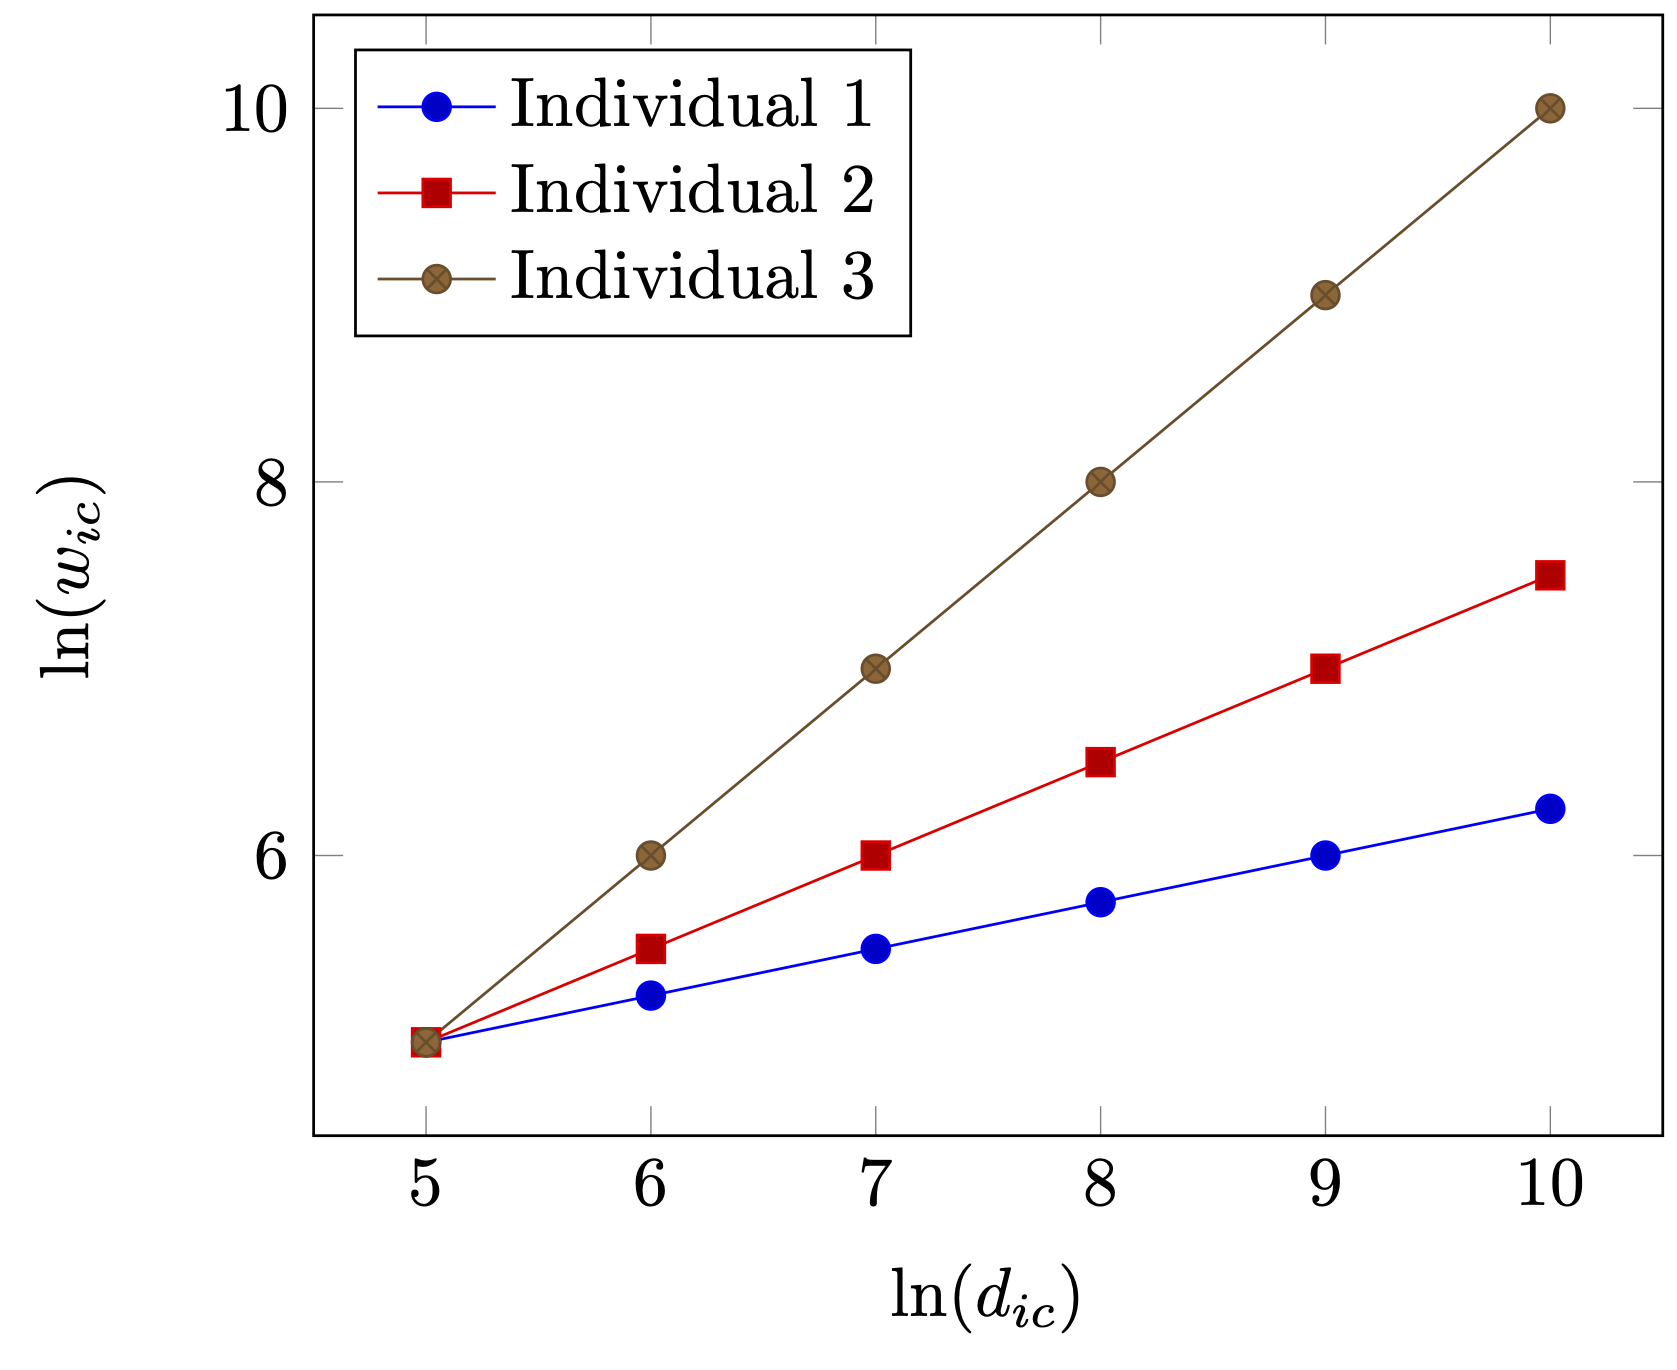 10
8
6
ln(w_ic)
Individual 1
Individual 2
Individual 3
5 6 7 8 9 10
ln(d_ic)